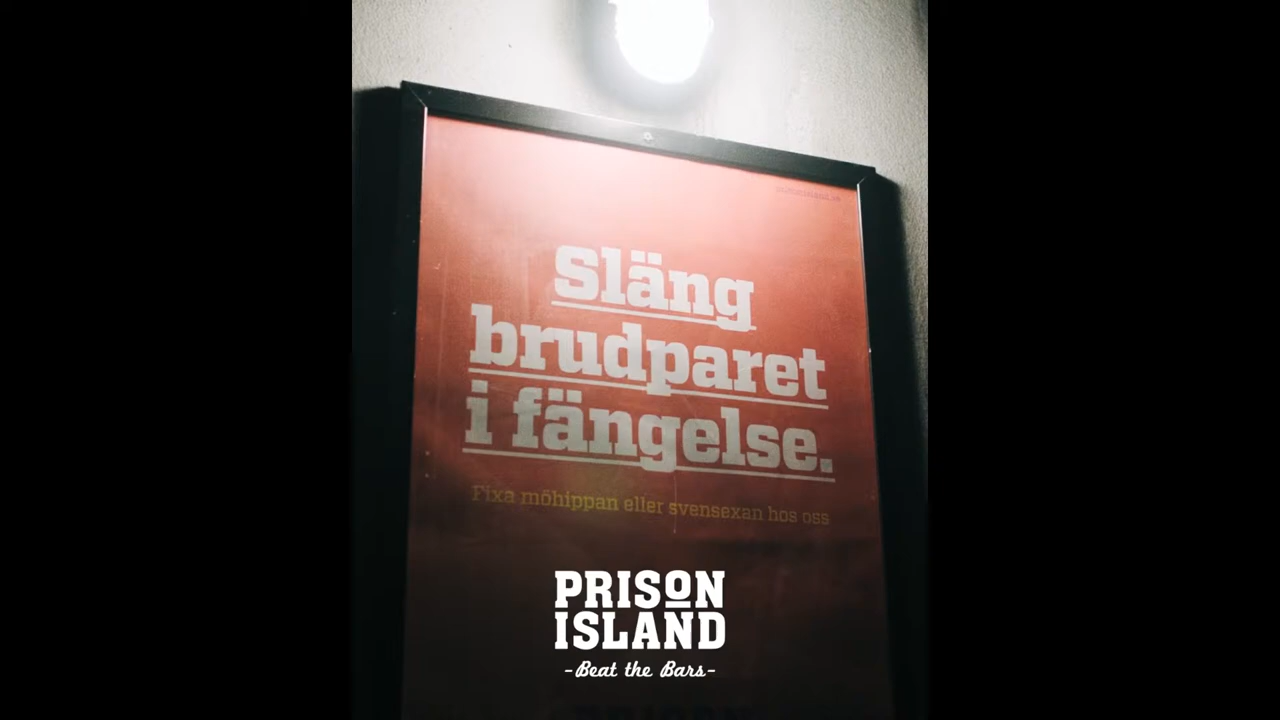 Släng
brudparet
i fängelse.
Fixa möhippan eller svensexan hos oss
PRISON
ISLAND
-Beat the Bars-